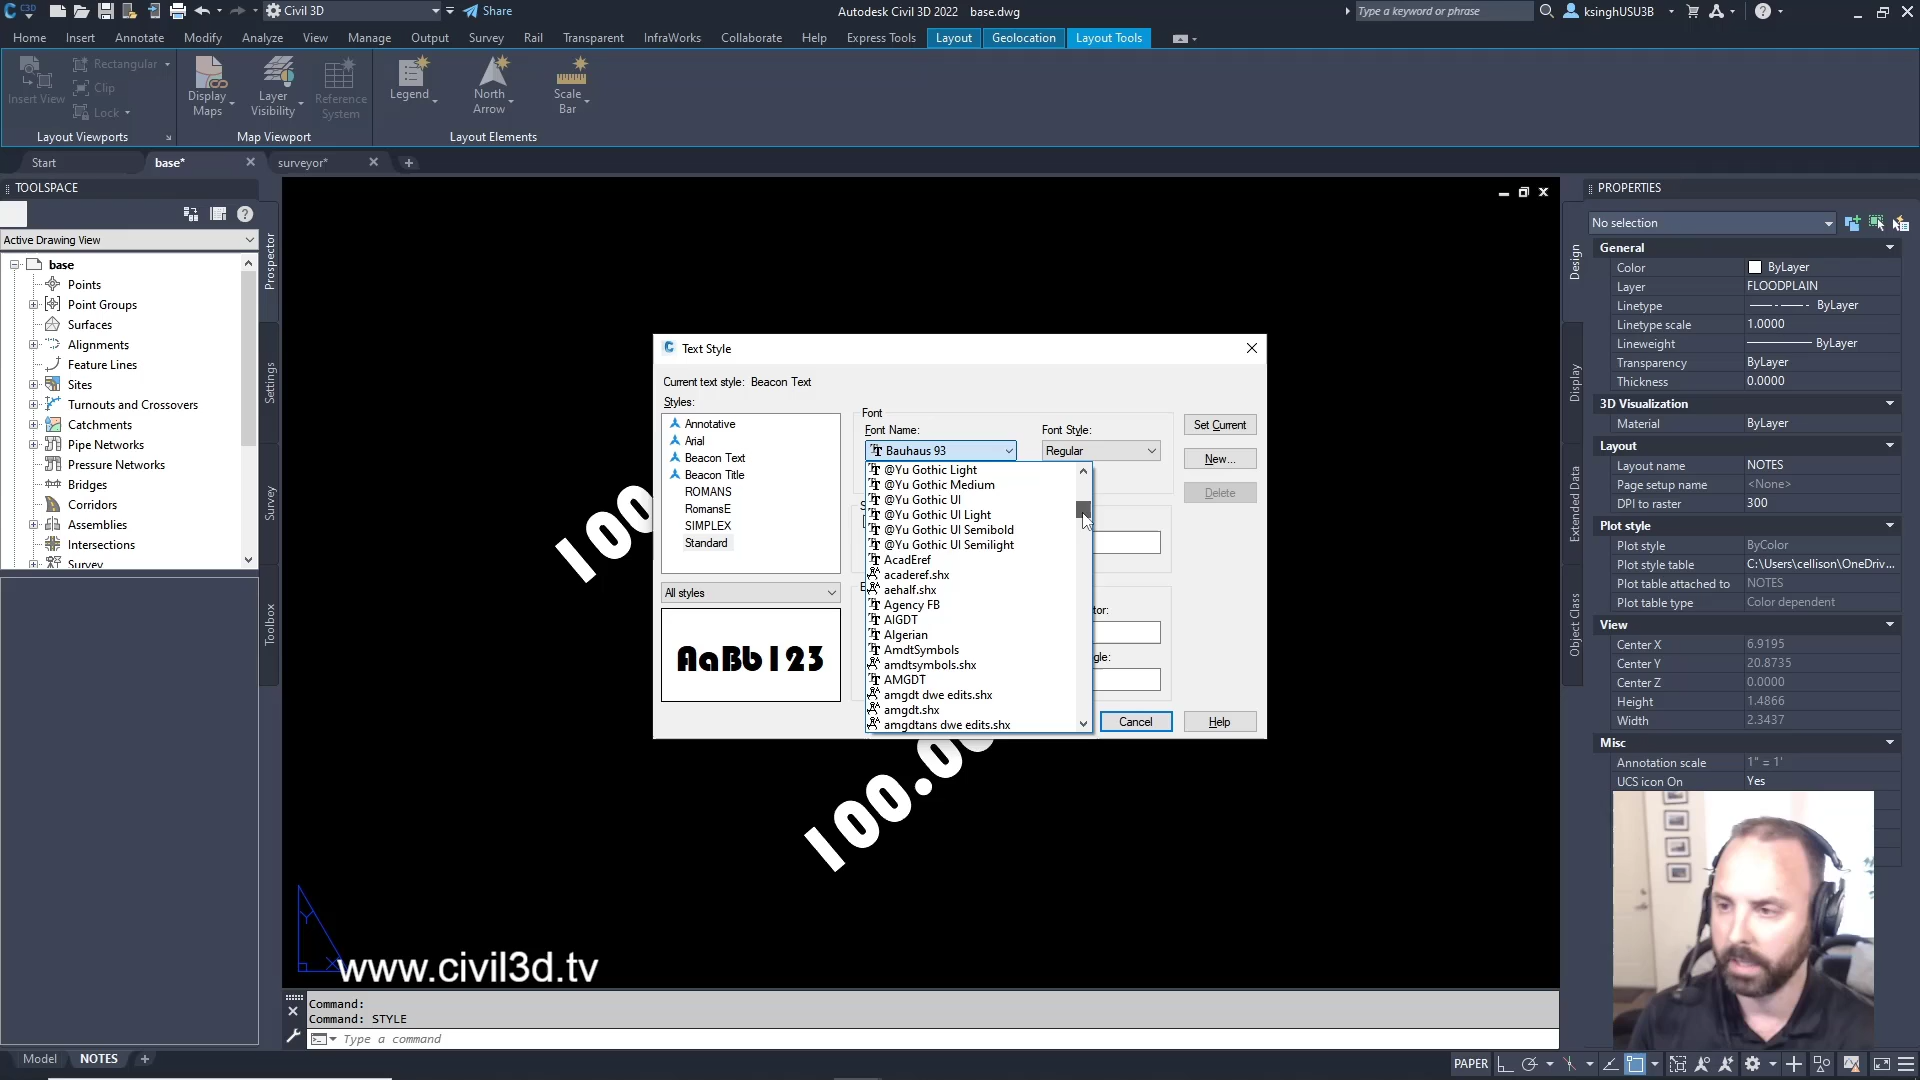 C3D Civil 3D Share Autodesk Civil 3D 2022 base.dwg Type a keyword or phrase ksinghUSU3B
Home Insert Annotate Modify Analyze View Manage Output Survey Rail Transparent InfraWorks Collaborate Help Express Tools Layout Geolocation Layout Tools
Insert View
Rectangular
Clip
Lock
Display Maps
Layer Visibility
Reference System
Legend
North Arrow
Scale Bar
Layout Viewports Map Viewport Layout Elements
Start base* surveyor*
TOOLSPACE
Active Drawing View
base
Points
Point Groups
Surfaces
Alignments
Feature Lines
Sites
Turnouts and Crossovers
Catchments
Pipe Networks
Pressure Networks
Bridges
Corridors
Assemblies
Intersections
Survey
Prospector
Settings
Survey
Toolbox
100
100.0
Text Style
Current text style: Beacon Text
Styles:
Annotative
Arial
Beacon Text
Beacon Title
ROMANS
RomansE
SIMPLEX
Standard
All styles
AaBb123
Font
Font Name:
Font Style:
Bauhaus 93
Regular
@Yu Gothic Light
@Yu Gothic Medium
@Yu Gothic UI
@Yu Gothic UI Light
@Yu Gothic UI Semibold
@Yu Gothic UI Semilight
AcadEref
acaderef.shx
aehalf.shx
Agency FB
AIGDT
Algerian
AmdtSymbols
amdtsymbols.shx
AMGDT
amgdt dwe edits.shx
amgdt.shx
amgdtans dwe edits.shx
tor:
gle:
Set Current
New...
Delete
Cancel
Help
www.civil3d.tv
Command:
Command: STYLE
Type a command
Model NOTES +
PAPER
PROPERTIES
No selection
General
Color ByLayer
Layer FLOODPLAIN
Linetype ByLayer
Linetype scale 1.0000
Lineweight ByLayer
Transparency ByLayer
Thickness 0.0000
3D Visualization
Material ByLayer
Layout
Layout name NOTES
Page setup name <None>
DPI to raster 300
Plot style
Plot style ByColor
Plot style table C:\Users\cellison\OneDriv...
Plot table attached to NOTES
Plot table type Color dependent
View
Center X 6.9195
Center Y 20.8735
Center Z 0.0000
Height 1.4866
Width 2.3437
Misc
Annotation scale 1" = 1'
UCS icon On Yes
Design
Display
Extended Data
Object Class